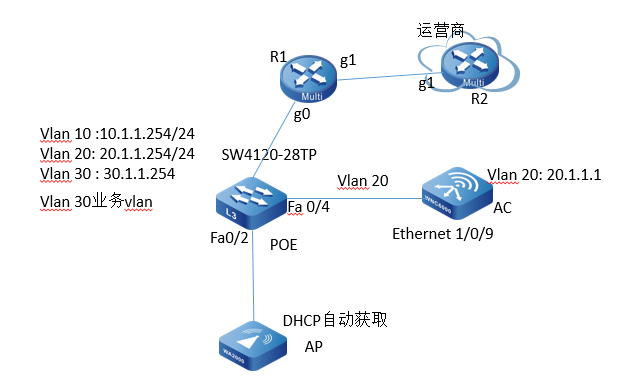 运营商
R1
g1
Multi
g1
Multi
R2
g0
Vlan 10 :10.1.1.254/24
Vlan 20: 20.1.1.254/24
Vlan 30 : 30.1.1.254
Vlan 30业务vlan
SW4120-28TP
Vlan 20
Vlan 20: 20.1.1.1
L3
Fa 0/4
WNC6000
AC
Fa0/2
POE
Ethernet 1/0/9
DHCP自动获取
WA2000
AP